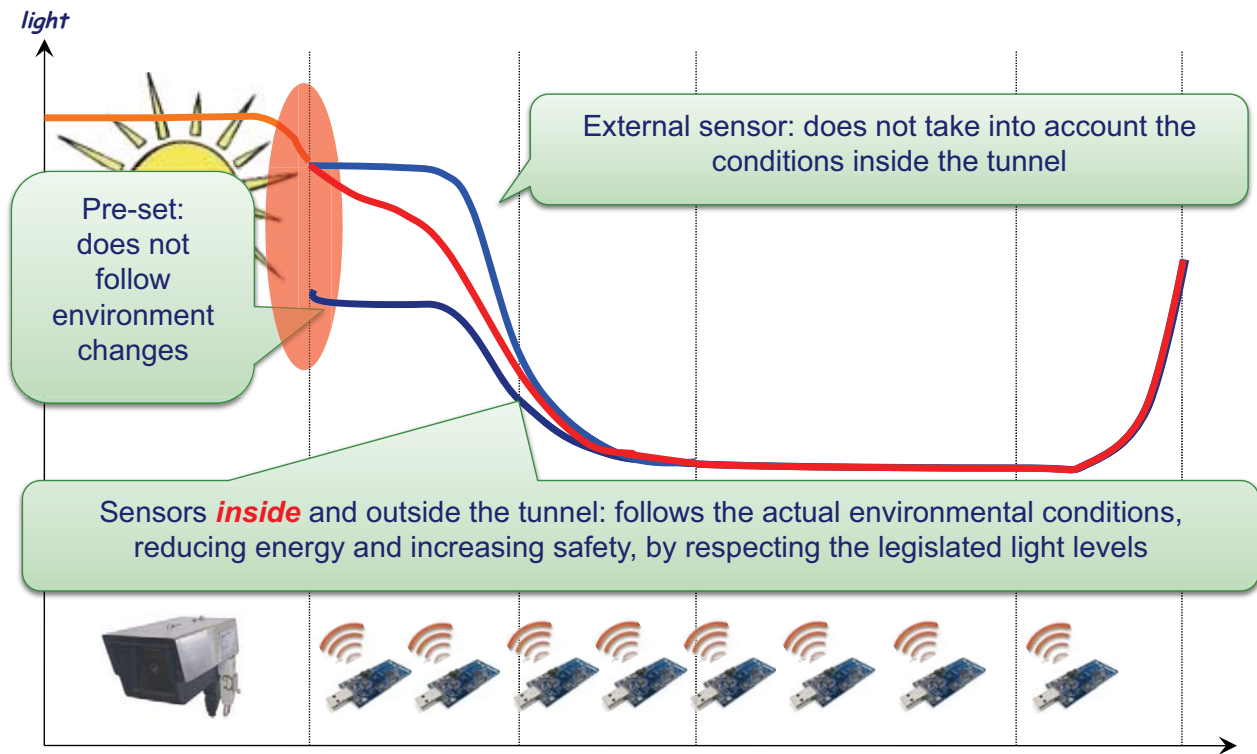 light
External sensor: does not take into account the
conditions inside the tunnel
Pre-set:
does not
follow
environment
changes
Sensors inside and outside the tunnel: follows the actual environmental conditions,
reducing energy and increasing safety, by respecting the legislated light levels